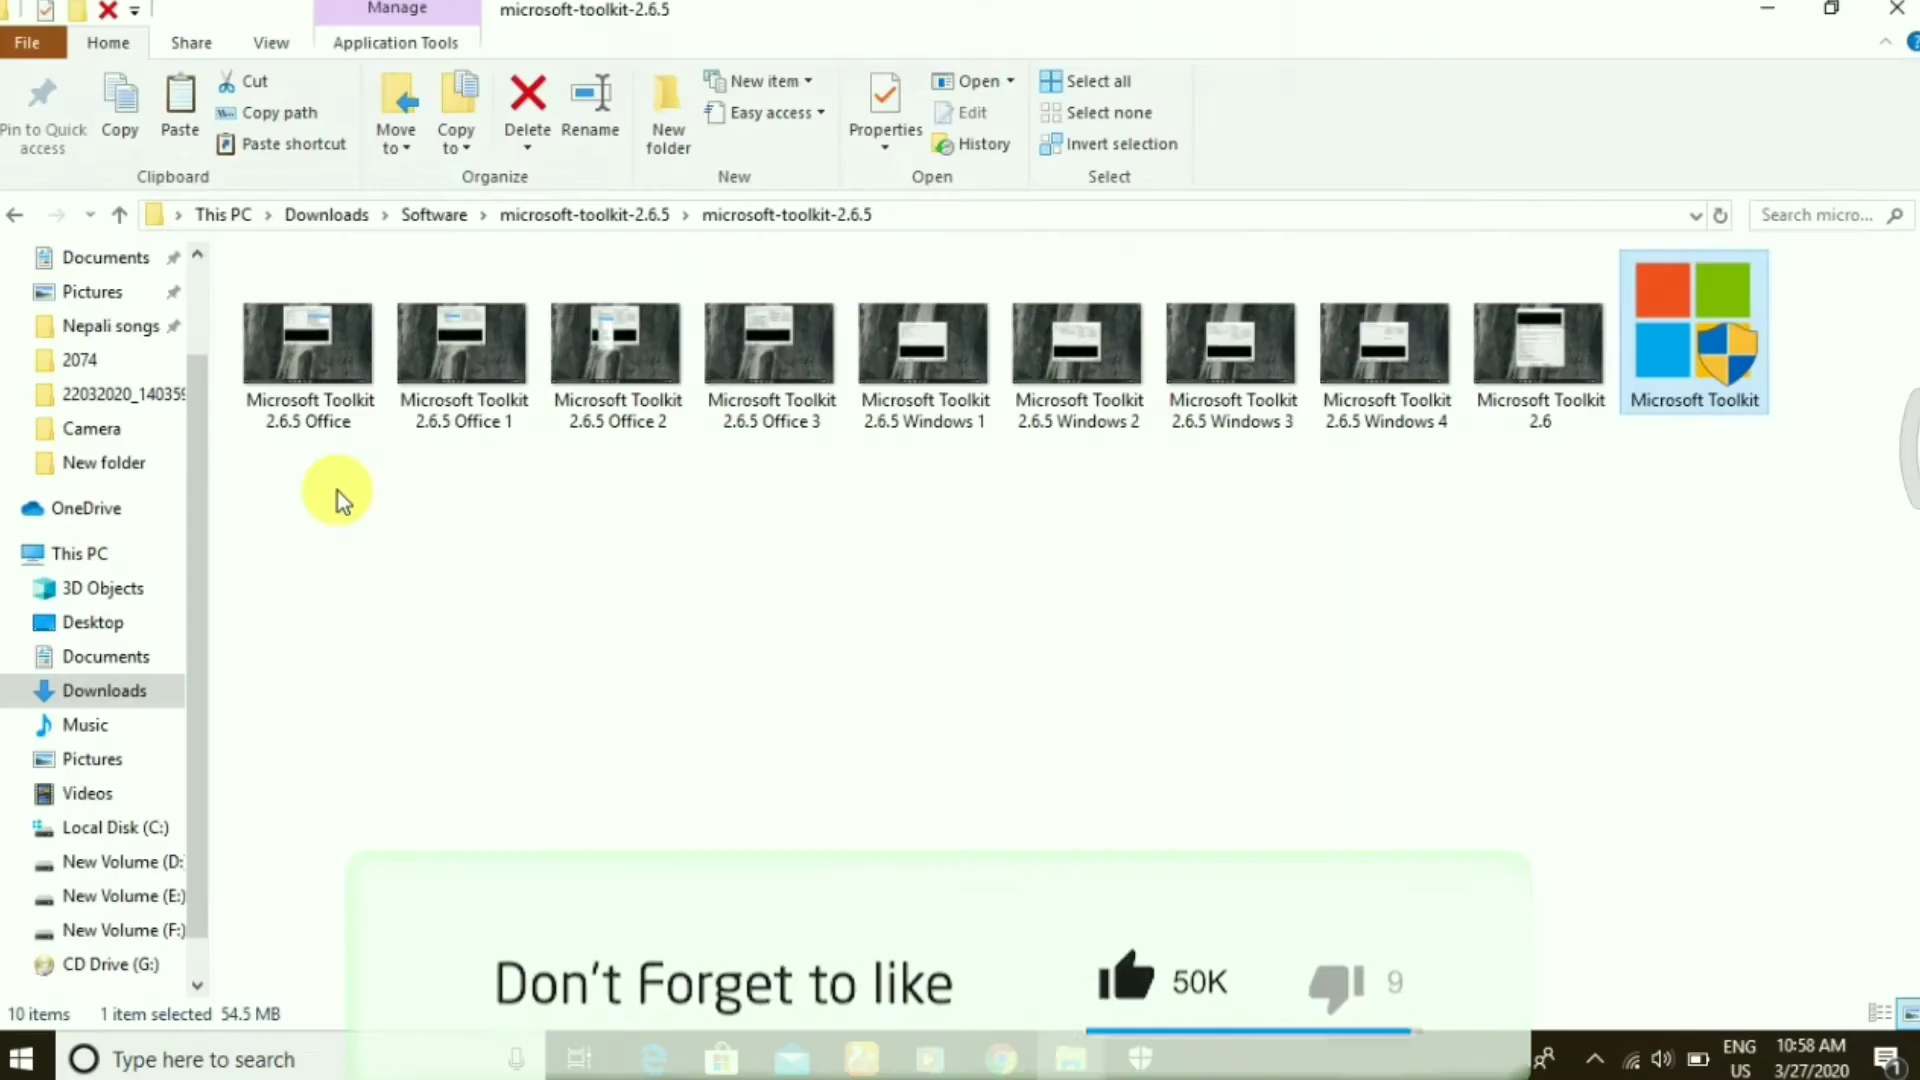 Manage
microsoft-toolkit-2.6.5
File
Home
Share
View
Application Tools
Pin to Quick access
Copy
Paste
Cut
Copy path
Paste shortcut
Clipboard
Move to
Copy to
Delete
Rename
Organize
New folder
New item
Easy access
New
Properties
Open
Edit
History
Open
Select all
Select none
Invert selection
Select
This PC > Downloads > Software > microsoft-toolkit-2.6.5 > microsoft-toolkit-2.6.5
Search micro...
Documents
Pictures
Nepali songs
2074
22032020_140359
Camera
New folder
OneDrive
This PC
3D Objects
Desktop
Documents
Downloads
Music
Pictures
Videos
Local Disk (C:)
New Volume (D:
New Volume (E:)
New Volume (F:)
CD Drive (G:)
Microsoft Toolkit
2.6.5 Office
Microsoft Toolkit
2.6.5 Office 1
Microsoft Toolkit
2.6.5 Office 2
Microsoft Toolkit
2.6.5 Office 3
Microsoft Toolkit
2.6.5 Windows 1
Microsoft Toolkit
2.6.5 Windows 2
Microsoft Toolkit
2.6.5 Windows 3
Microsoft Toolkit
2.6.5 Windows 4
Microsoft Toolkit
2.6
Microsoft Toolkit
Don't Forget to like
50K
9
10 items
1 item selected 54.5 MB
Type here to search
ENG
US
10:58 AM
3/27/2020
1